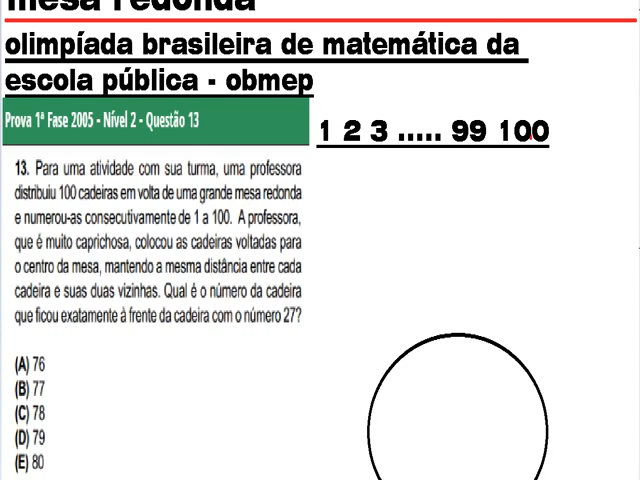 mesa redonda
olimpíada brasileira de matemática da
escola pública - obmep
Prova 1ª Fase 2005 - Nível 2 - Questão 13
1 2 3 ..... 99 100
13. Para uma atividade com sua turma, uma professora
distribuiu 100 cadeiras em volta de uma grande mesa redonda
e numerou-as consecutivamente de 1 a 100. A professora,
que é muito caprichosa, colocou as cadeiras voltadas para
o centro da mesa, mantendo a mesma distância entre cada
cadeira e suas duas vizinhas. Qual é o número da cadeira
que ficou exatamente à frente da cadeira com o número 27?
(A) 76
(B) 77
(C) 78
(D) 79
(E) 80